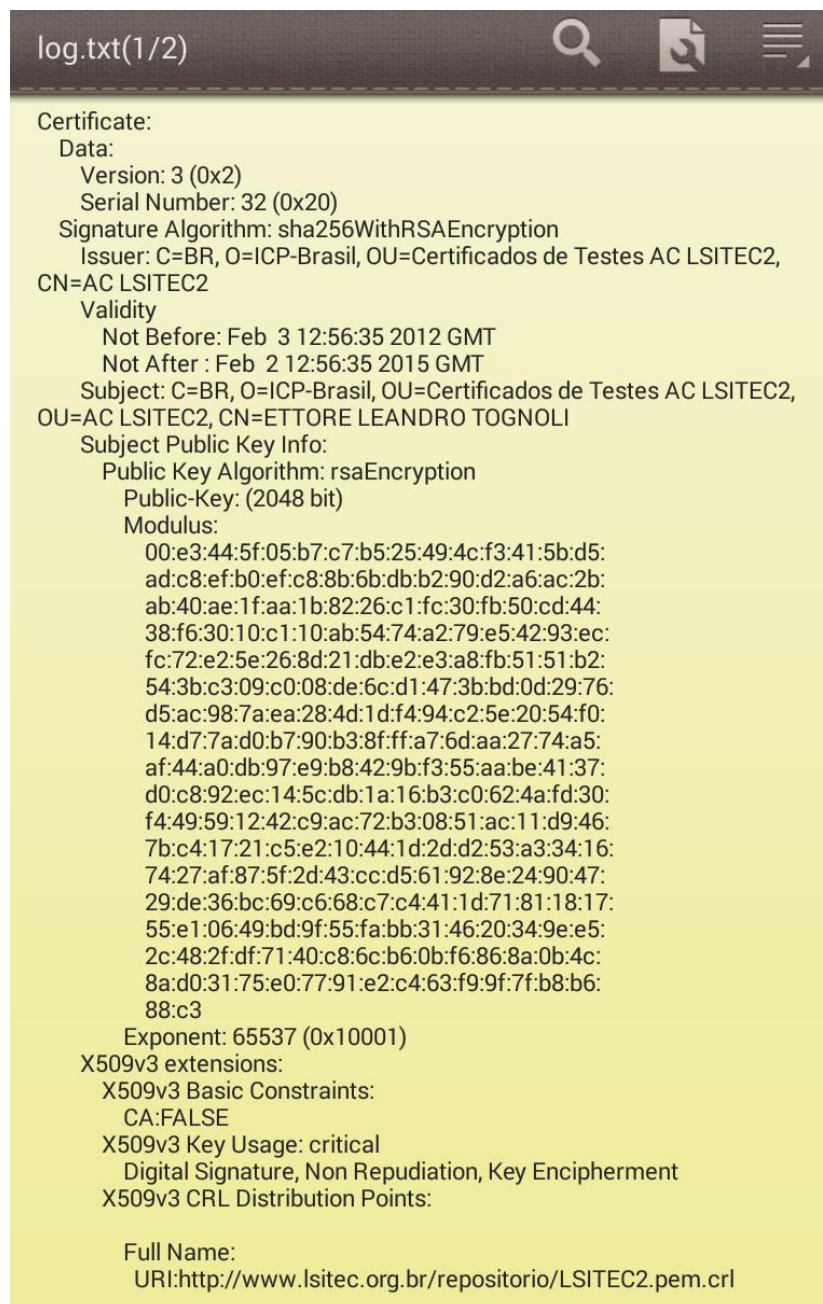 log.txt(1/2)
Certificate:
Data:
Version: 3 (0x2)
Serial Number: 32 (0x20)
Signature Algorithm: sha256WithRSAEncryption
Issuer: C=BR, O=ICP-Brasil, OU=Certificados de Testes AC LSITEC2,
CN=AC LSITEC2
Validity
Not Before: Feb  3 12:56:35 2012 GMT
Not After : Feb  2 12:56:35 2015 GMT
Subject: C=BR, O=ICP-Brasil, OU=Certificados de Testes AC LSITEC2,
OU=AC LSITEC2, CN=ETTORE LEANDRO TOGNOLI
Subject Public Key Info:
Public Key Algorithm: rsaEncryption
Public-Key: (2048 bit)
Modulus:
00:e3:44:5f:05:b7:c7:b5:25:49:4c:f3:41:5b:d5:
ad:c8:ef:b0:ef:c8:8b:6b:db:b2:90:d2:a6:ac:2b:
ab:40:ae:1f:aa:1b:82:26:c1:fc:30:fb:50:cd:44:
38:f6:30:10:c1:10:ab:54:74:a2:79:e5:42:93:ec:
fc:72:e2:5e:26:8d:21:db:e2:e3:a8:fb:51:51:b2:
54:3b:c3:09:c0:08:de:6c:d1:47:3b:bd:0d:29:76:
d5:ac:98:7a:ea:28:4d:1d:f4:94:c2:5e:20:54:f0:
14:d7:7a:d0:b7:90:b3:8f:ff:a7:6d:aa:27:74:a5:
af:44:a0:db:97:e9:b8:42:9b:f3:55:aa:be:41:37:
d0:c8:92:ec:14:5c:db:1a:16:b3:c0:62:4a:fd:30:
f4:49:59:12:42:c9:ac:72:b3:08:51:ac:11:d9:46:
7b:c4:17:21:c5:e2:10:44:1d:2d:d2:53:a3:34:16:
74:27:af:87:5f:2d:43:cc:d5:61:92:8e:24:90:47:
29:de:36:bc:69:c6:68:c7:c4:41:1d:71:81:18:17:
55:e1:06:49:bd:9f:55:fa:bb:31:46:20:34:9e:e5:
2c:48:2f:df:71:40:c8:6c:b6:0b:f6:86:8a:0b:4c:
8a:d0:31:75:e0:77:91:e2:c4:63:f9:9f:7f:b8:b6:
88:c3
Exponent: 65537 (0x10001)
X509v3 extensions:
X509v3 Basic Constraints:
CA:FALSE
X509v3 Key Usage: critical
Digital Signature, Non Repudiation, Key Encipherment
X509v3 CRL Distribution Points:
Full Name:
URI:http://www.lsitec.org.br/repositorio/LSITEC2.pem.crl